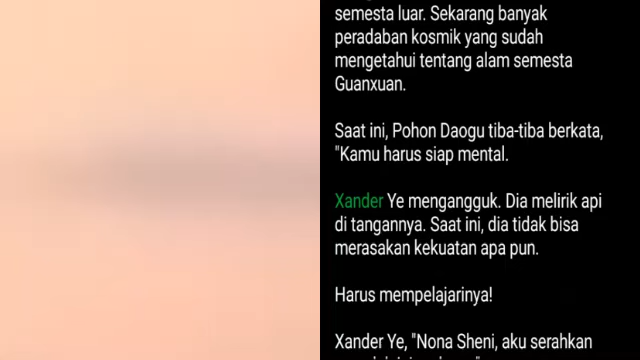 semesta luar. Sekarang banyak
peradaban kosmik yang sudah
mengetahui tentang alam semesta
Guanxuan.
Saat ini, Pohon Daogu tiba-tiba berkata,
"Kamu harus siap mental.
Xander Ye mengangguk. Dia melirik api
di tangannya. Saat ini, dia tidak bisa
merasakan kekuatan apa pun.
Harus mempelajarinya!
Xander Ye, "Nona Sheni, aku serahkan